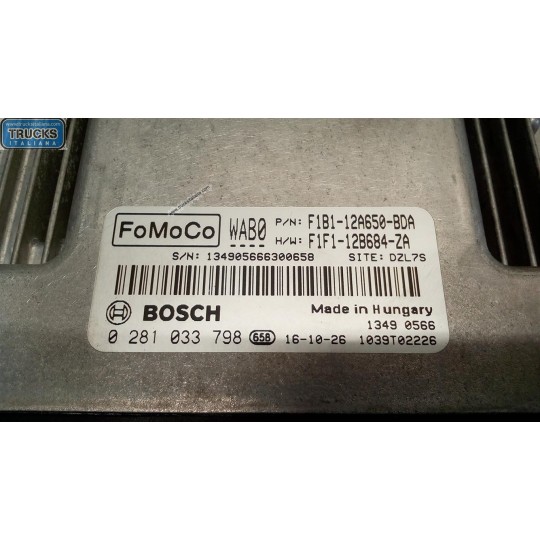 TRUCKS
ITALIANA
FoMoCo
WAB0
P/N: F1B1-12A650-BDA
H/W: F1F1-12B684-ZA
S/N: 134905666300658
SITE: DZL7S
BOSCH
Made in Hungary
1349 0566
0 281 033 798 65B 16-10-26 1039T02226